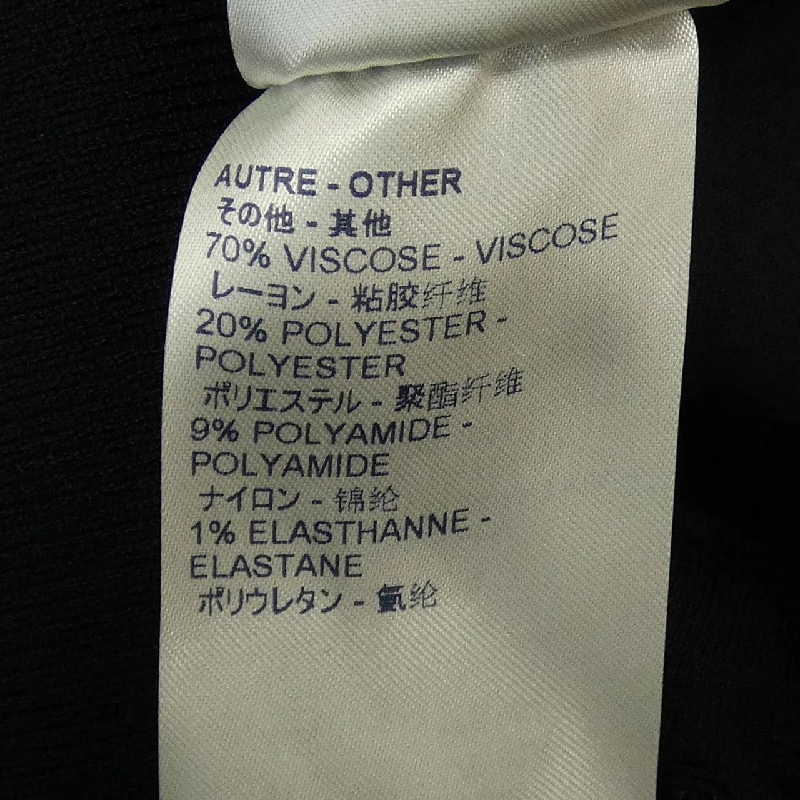 AUTRE - OTHER
その他 - 其他
70% VISCOSE - VISCOSE
レーヨン - 粘胶纤维
20% POLYESTER -
POLYESTER
ポリエステル - 聚酯纤维
9% POLYAMIDE -
POLYAMIDE
ナイロン - 锦纶
1% ELASTHANNE -
ELASTANE
ポリウレタン - 氨纶